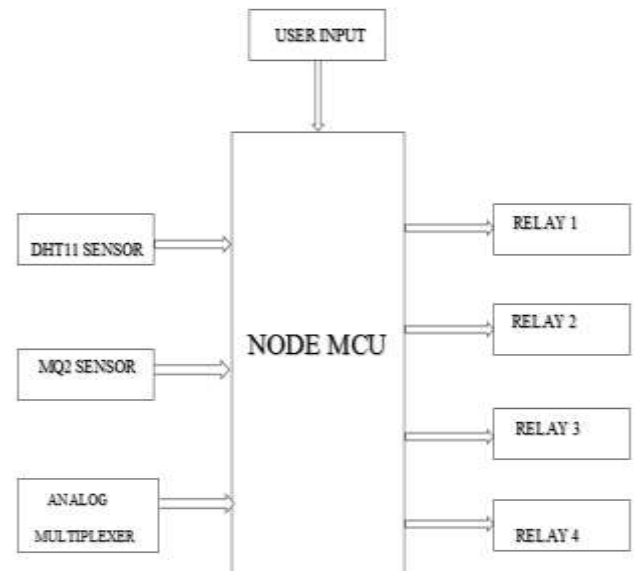 USER INPUT
DHT11 SENSOR
MQ2 SENSOR
ANALOG
MULTIPLEXER
NODE MCU
RELAY 1
RELAY 2
RELAY 3
RELAY 4